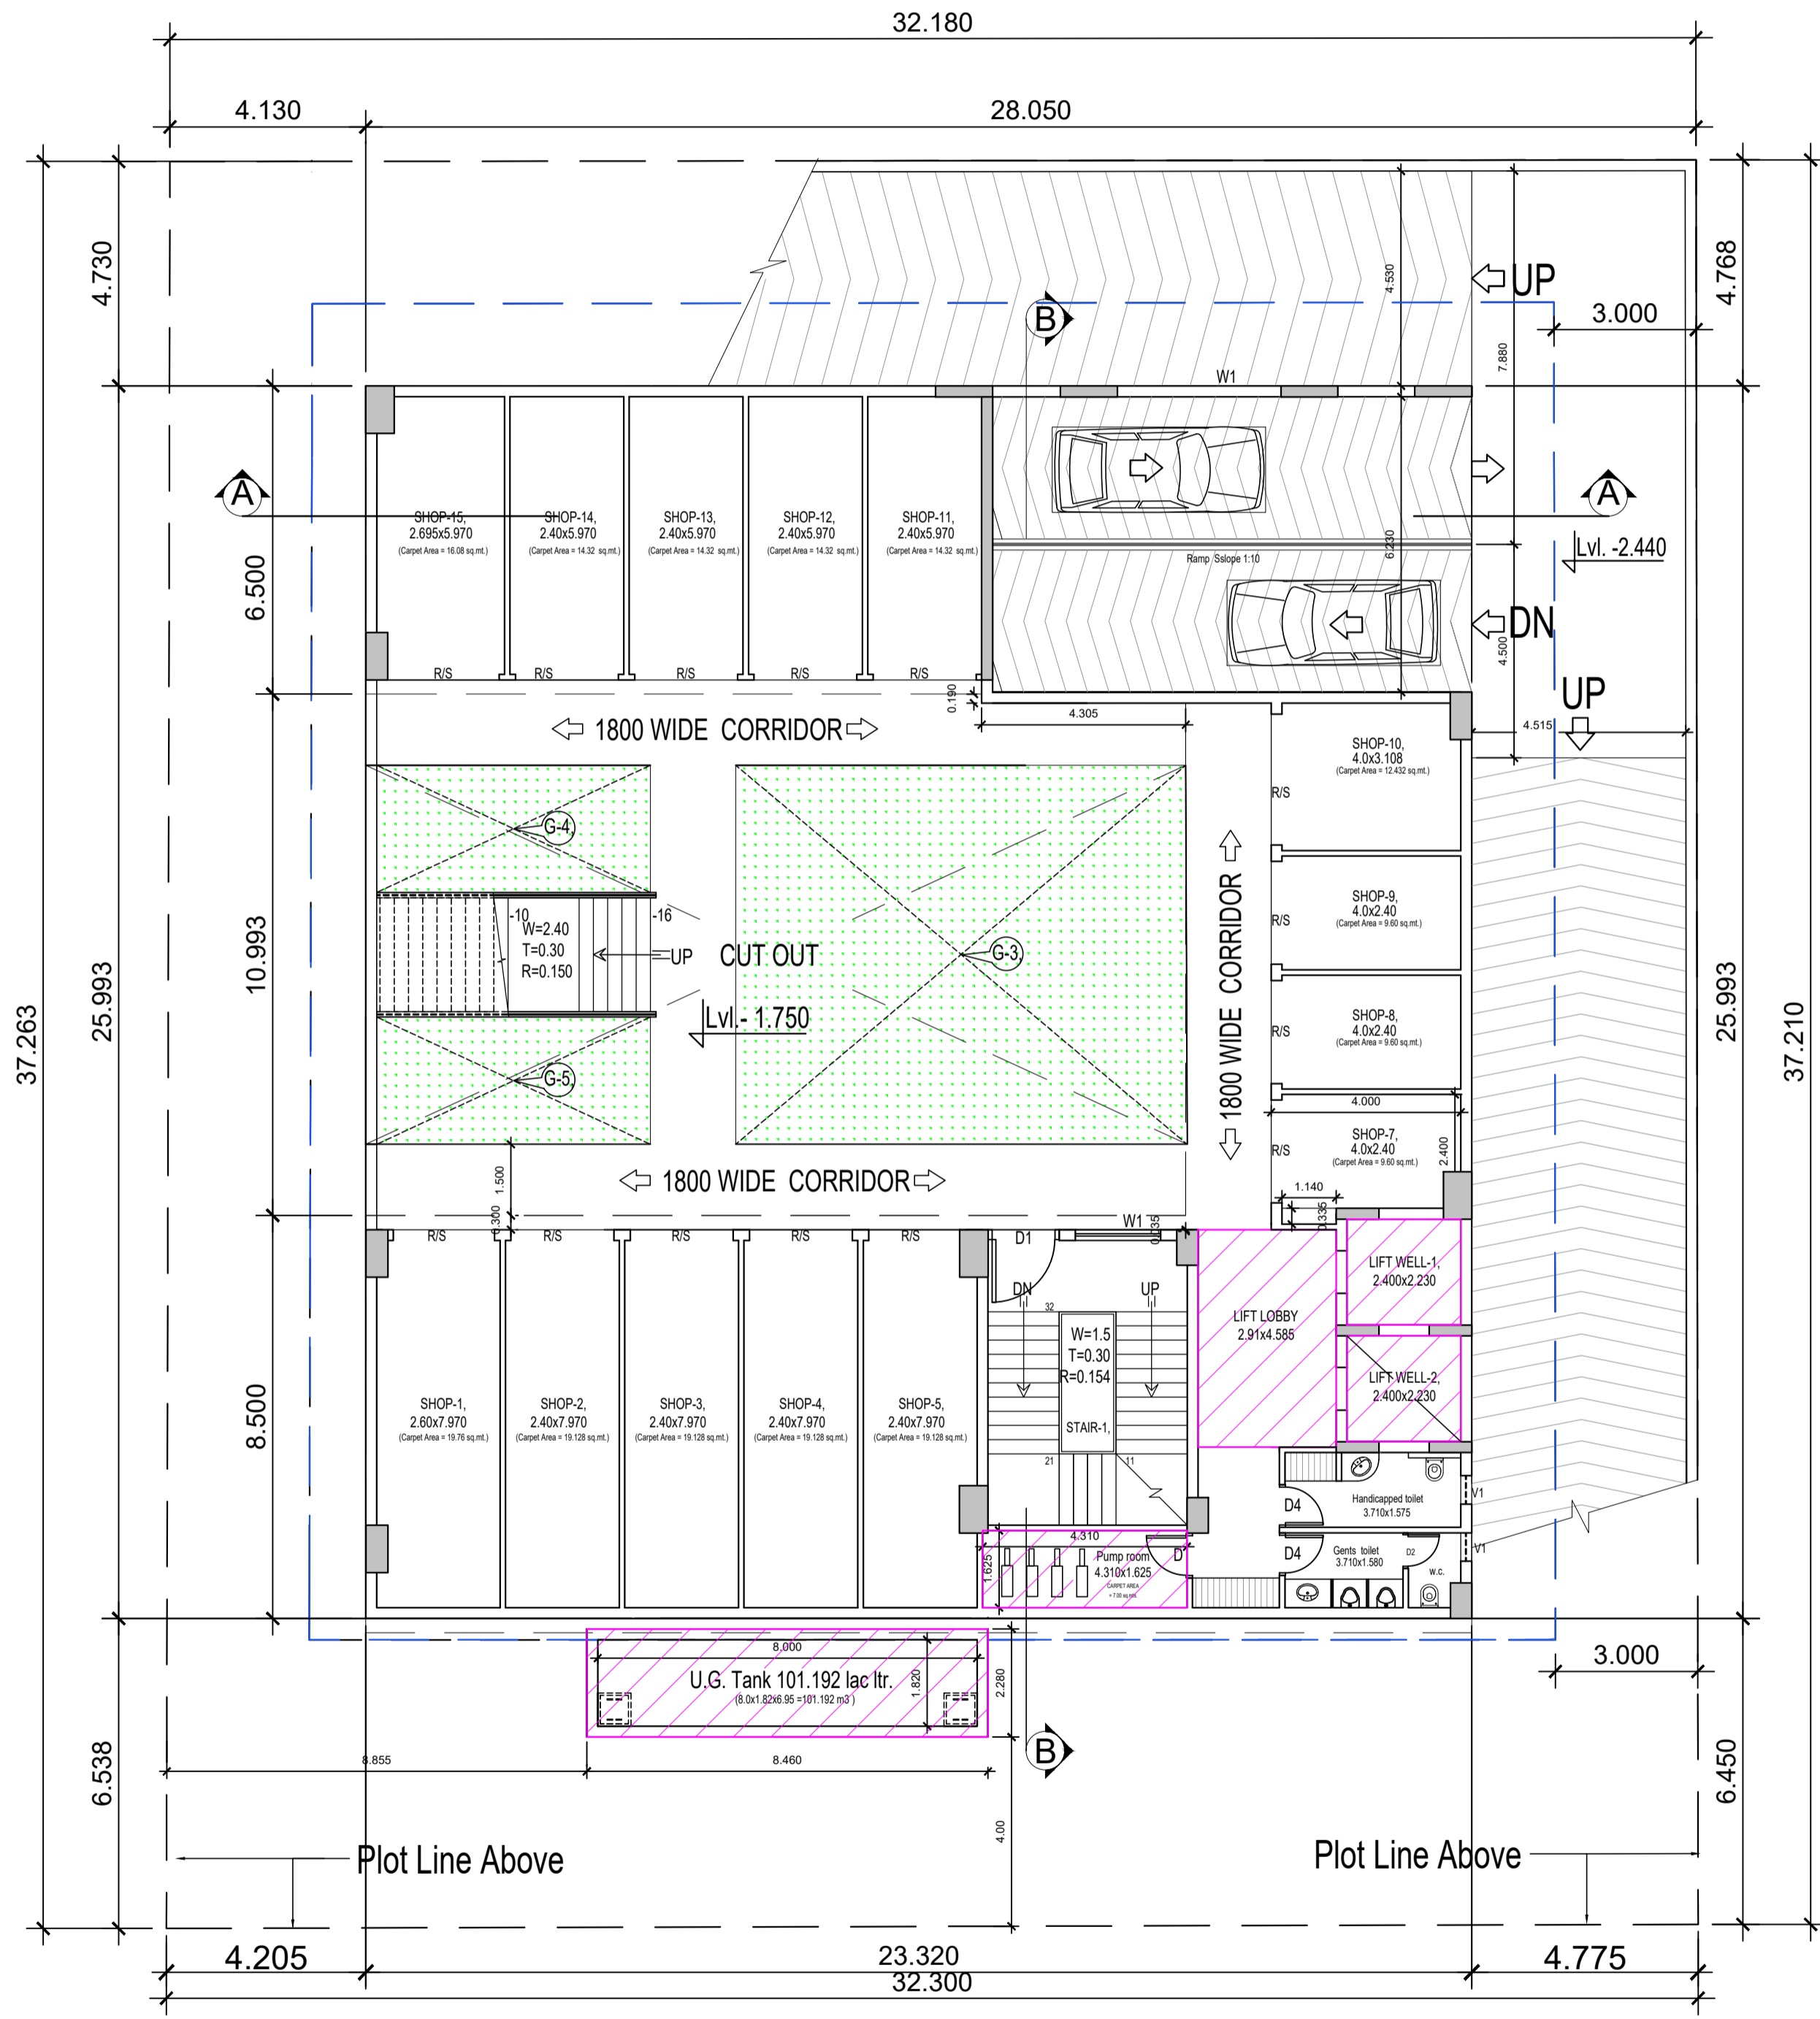 32.180
4.130
28.050
4.730
4.768
4.530
UP
3.000
B
7.880
W1
A
A
SHOP-15,
2.695x5.970
(Carpet Area = 16.08 sq.mt.)
SHOP-14,
2.40x5.970
(Carpet Area = 14.32 sq.mt.)
SHOP-13,
2.40x5.970
(Carpet Area = 14.32 sq.mt.)
SHOP-12,
2.40x5.970
(Carpet Area = 14.32 sq.mt.)
SHOP-11,
2.40x5.970
(Carpet Area = 14.32 sq.mt.)
6.230
Ramp /Sslope 1:10
Lvl. -2.440
6.500
DN
4.500
R/S
R/S
R/S
R/S
R/S
0.190
UP
4.305
4.515
1800 WIDE CORRIDOR
SHOP-10,
4.0x3.108
(Carpet Area = 12.432 sq.mt.)
R/S
G-4,
1800 WIDE CORRIDOR
SHOP-9,
4.0x2.40
(Carpet Area = 9.60 sq.mt.)
R/S
-10
-16
W=2.40
T=0.30
R=0.150
UP
CUT OUT
G-3,
10.993
25.993
37.263
25.993
37.210
Lvl.- 1.750
SHOP-8,
4.0x2.40
(Carpet Area = 9.60 sq.mt.)
R/S
G-5,
4.000
SHOP-7,
4.0x2.40
(Carpet Area = 9.60 sq.mt.)
R/S
2.400
1.500
1800 WIDE CORRIDOR
1.140
0.335
0.300
W1
0.035
R/S
R/S
R/S
R/S
R/S
D1
DN
UP
32
LIFT WELL-1,
2.400x2.230
LIFT LOBBY
2.91x4.585
W=1.5
T=0.30
R=0.154
LIFT WELL-2,
2.400x2.230
8.500
SHOP-1,
2.60x7.970
(Carpet Area = 19.76 sq.mt.)
SHOP-2,
2.40x7.970
(Carpet Area = 19.128 sq.mt.)
SHOP-3,
2.40x7.970
(Carpet Area = 19.128 sq.mt.)
SHOP-4,
2.40x7.970
(Carpet Area = 19.128 sq.mt.)
SHOP-5,
2.40x7.970
(Carpet Area = 19.128 sq.mt.)
STAIR-1,
21
11
D4
Handicapped toilet
3.710x1.575
V1
4.310
1.625
Pump room
4.310x1.625
CARPET AREA
= 7.00 sq.mt.
D
D4
Gents toilet
3.710x1.580
D2
w.c.
V1
8.000
U.G. Tank 101.192 lac ltr.
(8.0x1.82x6.95 =101.192 m3 )
1.820
2.280
3.000
B
8.855
8.460
6.538
6.450
4.00
Plot Line Above
Plot Line Above
4.205
23.320
4.775
32.300